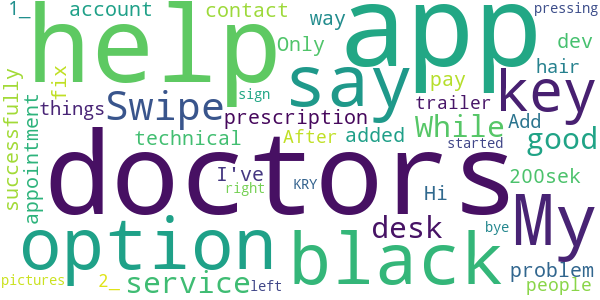 1_ account contact way Only dev pressing
help app
fix say key
Swipe hair
things sign pay trailer
successfully appointment prescription While Add good
technical After added started
doctors My
I've right KRY Hi 200sek
option black desk problem
pictures 2_ service left bye people